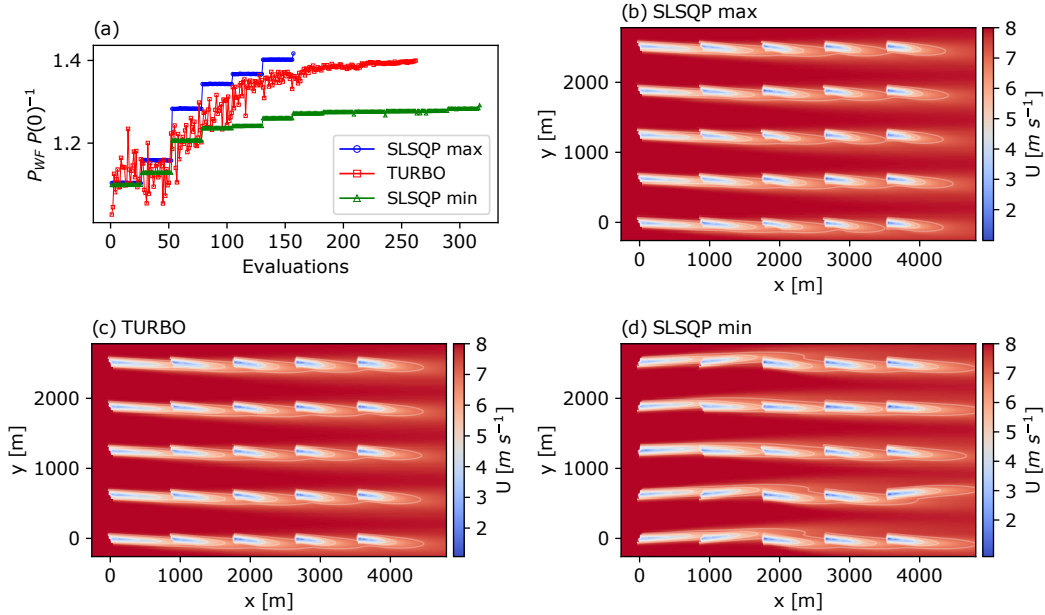 (a)
1.4
1.2
P_WF P(0)⁻¹
SLSQP max
TURBO
SLSQP min
0 50 100 150 200 250 300
Evaluations
(b) SLSQP max
2000
1000
0
y [m]
0 1000 2000 3000 4000
x [m]
8
7
6
5
4
3
2
U [m s⁻¹]
(c) TURBO
2000
1000
0
y [m]
0 1000 2000 3000 4000
x [m]
8
7
6
5
4
3
2
U [m s⁻¹]
(d) SLSQP min
2000
1000
0
y [m]
0 1000 2000 3000 4000
x [m]
8
7
6
5
4
3
2
U [m s⁻¹]